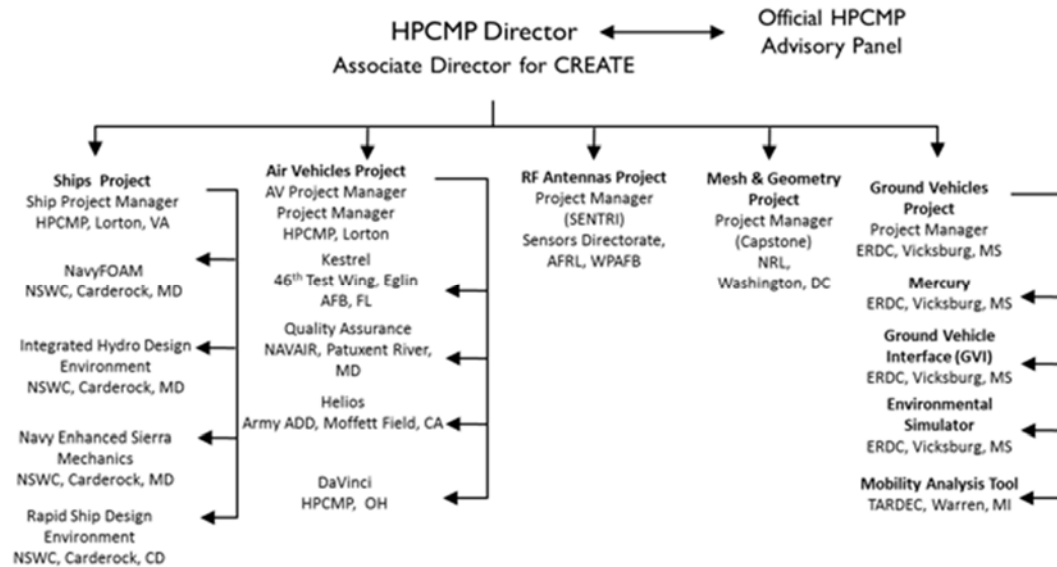 HPCMP Director
Associate Director for CREATE
Official HPCMP
Advisory Panel
Ships Project
Ship Project Manager
HPCMP, Lorton, VA
NavyFOAM
NSWC, Carderock, MD
Integrated Hydro Design
Environment
NSWC, Carderock, MD
Navy Enhanced Sierra
Mechanics
NSWC, Carderock, MD
Rapid Ship Design
Environment
NSWC, Carderock, CD
Air Vehicles Project
AV Project Manager
Project Manager
HPCMP, Lorton
Kestrel
46th Test Wing, Eglin
AFB, FL
Quality Assurance
NAVAIR, Patuxent River,
MD
Helios
Army ADD, Moffett Field, CA
DaVinci
HPCMP, OH
RF Antennas Project
Project Manager
(SENTRI)
Sensors Directorate,
AFRL, WPAFB
Mesh & Geometry
Project
Project Manager
(Capstone)
NRL,
Washington, DC
Ground Vehicles
Project
Project Manager
ERDC, Vicksburg, MS
Mercury
ERDC, Vicksburg, MS
Ground Vehicle
Interface (GVI)
ERDC, Vicksburg, MS
Environmental
Simulator
ERDC, Vicksburg, MS
Mobility Analysis Tool
TARDEC, Warren, MI